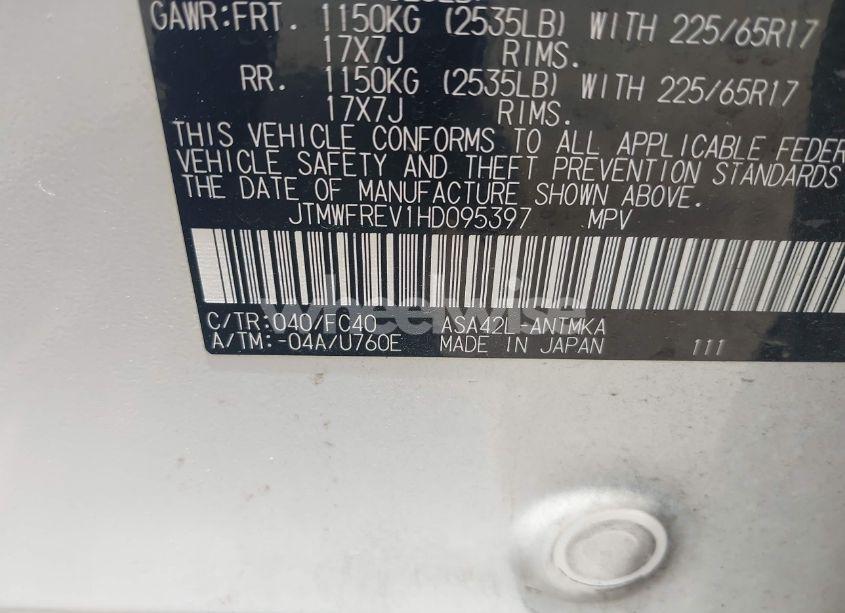 GAWR:FRT. 1150KG (2535LB) WITH 225/65R17
17X7J RIMS.
RR. 1150KG (2535LB) WITH 225/65R17
17X7J RIMS.
THIS VEHICLE CONFORMS TO ALL APPLICABLE FEDER
VEHICLE SAFETY AND THEFT PREVENTION STANDARDS
THE DATE OF MANUFACTURE SHOWN ABOVE.
JTMWFREV1HD095397 MPV
wheelwise
C/TR:040/FC40 ASA42L-ANTMKA
A/TM:-04A/U760E MADE IN JAPAN 111